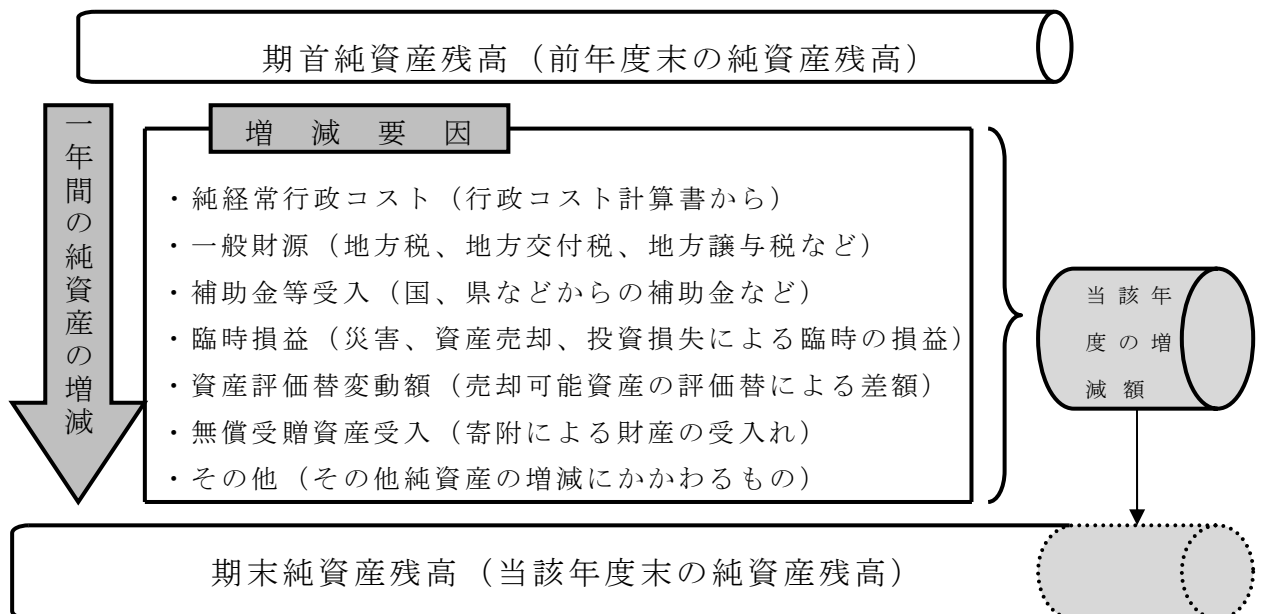 期首純資産残高（前年度末の純資産残高）
一年間の純資産の増減
増減要因
・純経常行政コスト（行政コスト計算書から）
・一般財源（地方税、地方交付税、地方譲与税など）
・補助金等受入（国、県などからの補助金など）
・臨時損益（災害、資産売却、投資損失による臨時の損益）
・資産評価替変動額（売却可能資産の評価替による差額）
・無償受贈資産受入（寄附による財産の受入れ）
・その他（その他純資産の増減にかかわるもの）
当該年
度の増
減額
期末純資産残高（当該年度末の純資産残高）